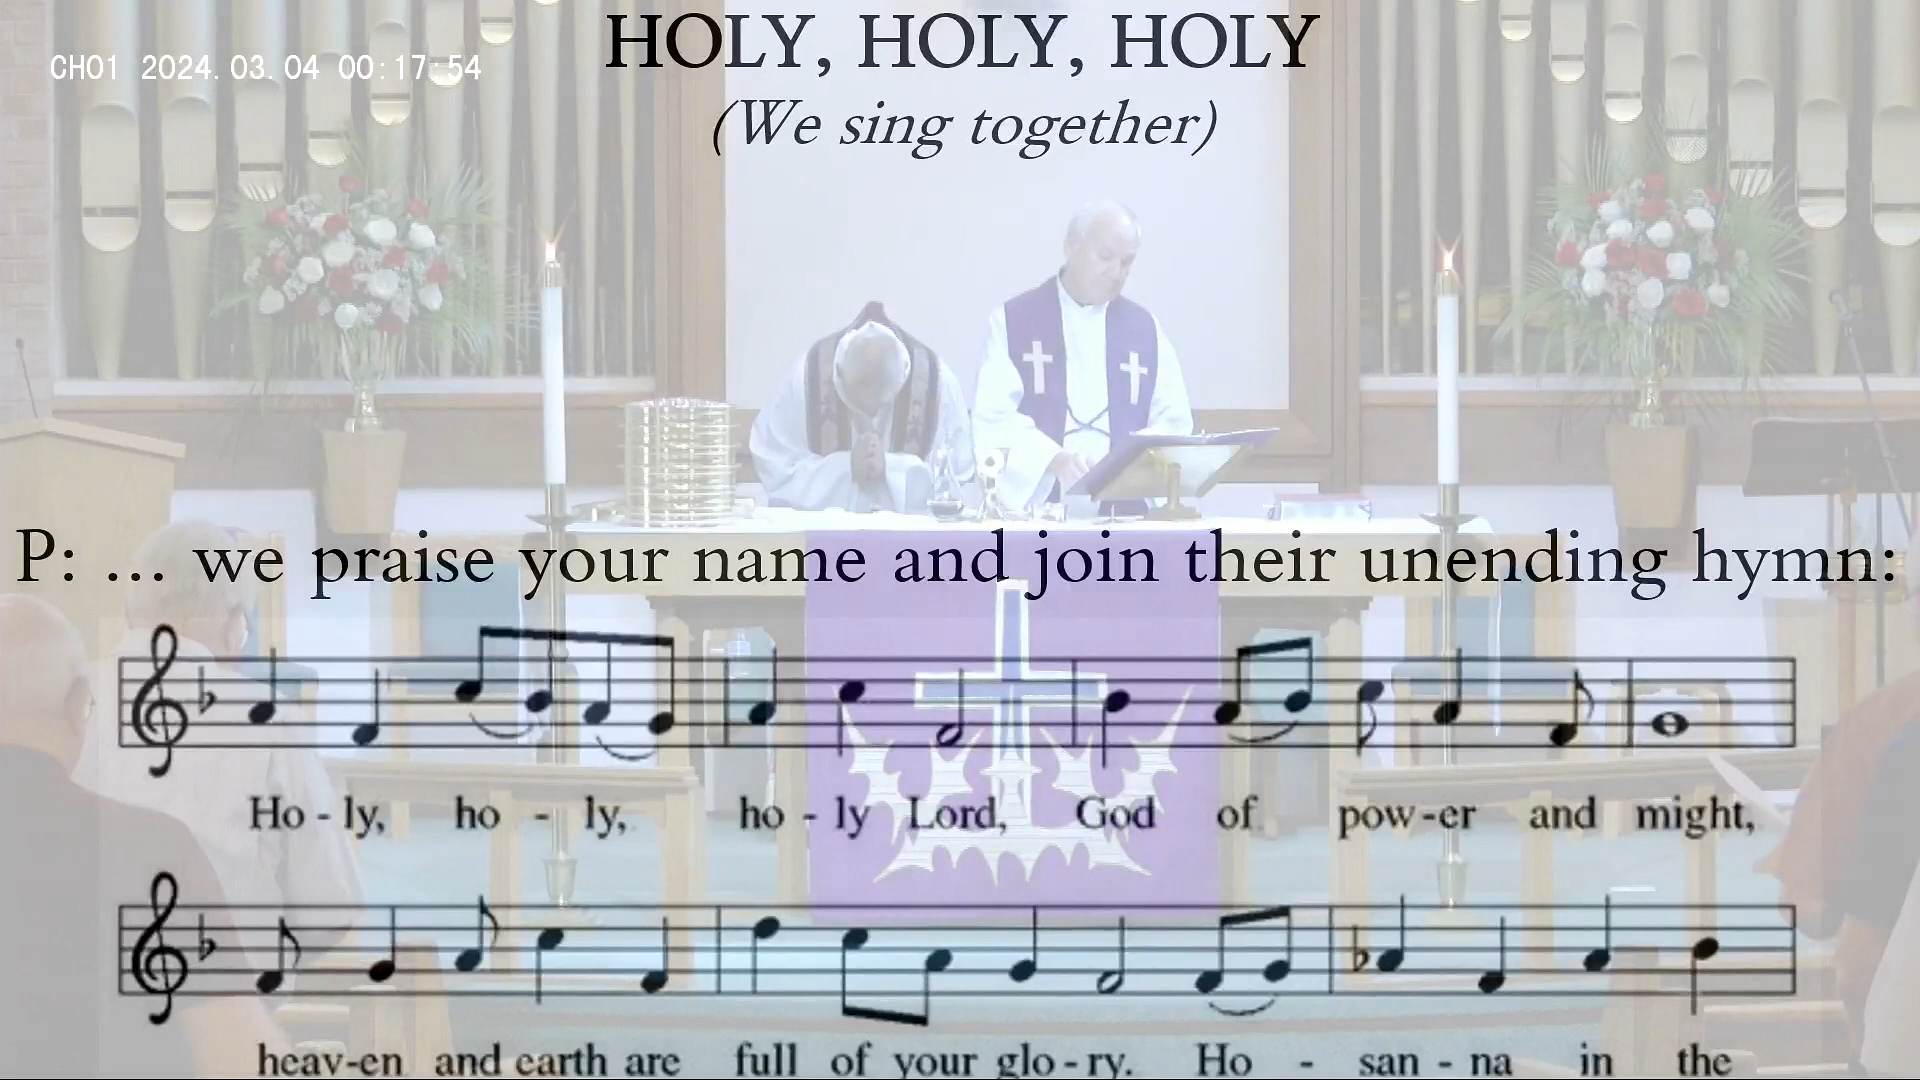 HOLY, HOLY, HOLY
CH01 2024.03.04 00:17:54
(We sing together)
P: ... we praise your name and join their unending hymn:
Ho - ly, ho - ly, ho - ly Lord, God of pow-er and might,
heav-en and earth are full of your glo - ry. Ho - san - na in the